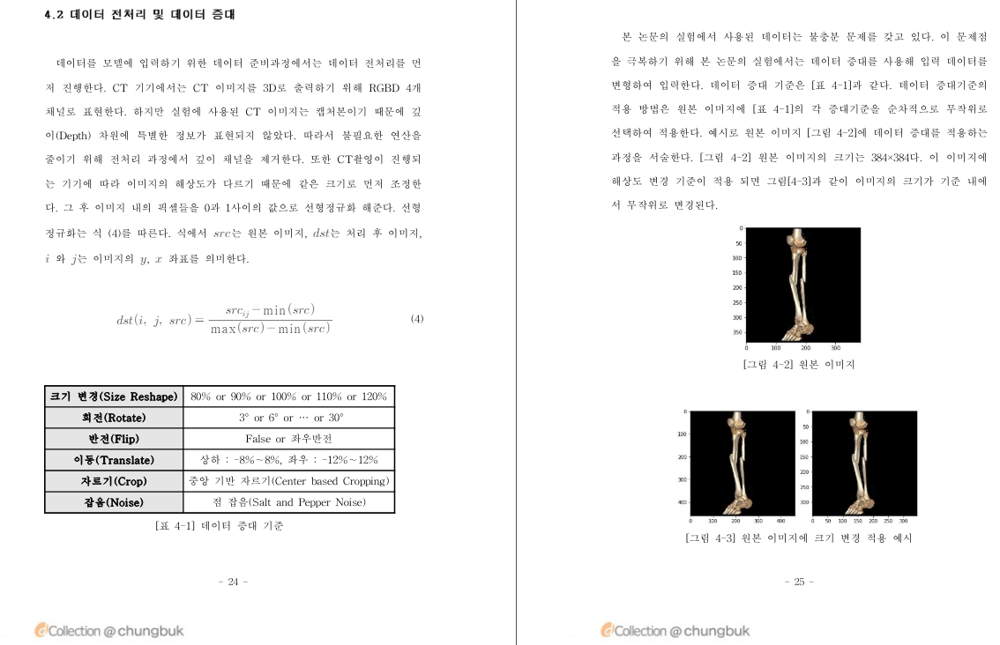 4.2 데이터 전처리 및 데이터 증대
데이터를 모델에 입력하기 위한 데이터 준비과정에서는 데이터 전처리를 먼
저 진행한다. CT 기기에서는 CT 이미지를 3D로 출력하기 위해 RGBD 4개
채널로 표현한다. 하지만 실험에 사용된 CT 이미지는 캡처본이기 때문에 깊
이(Depth) 차원에 특별한 정보가 표현되지 않았다. 따라서 불필요한 연산을
줄이기 위해 전처리 과정에서 깊이 채널을 제거한다. 또한 CT촬영이 진행되
는 기기에 따라 이미지의 해상도가 다르기 때문에 같은 크기로 먼저 조정한
다. 그 후 이미지 내의 픽셀들을 0과 1사이의 값으로 선형정규화 해준다. 선형
정규화는 식 (4)를 따른다. 식에서 src는 원본 이미지, dst는 처리 후 이미지,
i 와 j는 이미지의 y, x 좌표를 의미한다.
dst(i, j, src) = (src_ij − min(src)) / (max(src) − min(src)) (4)
크기 변경(Size Reshape) 80% or 90% or 100% or 110% or 120%
회전(Rotate) 3° or 6° or ⋯ or 30°
반전(Flip) False or 좌우반전
이동(Translate) 상하 : -8%~8%, 좌우 : -12%~12%
자르기(Crop) 중앙 기반 자르기(Center based Cropping)
잡음(Noise) 점 잡음(Salt and Pepper Noise)
[표 4-1] 데이터 증대 기준
- 24 -
dCollection @ chungbuk
본 논문의 실험에서 사용된 데이터는 불충분 문제를 갖고 있다. 이 문제점
을 극복하기 위해 본 논문의 실험에서는 데이터 증대를 사용해 입력 데이터를
변형하여 입력한다. 데이터 증대 기준은 [표 4-1]과 같다. 데이터 증대기준의
적용 방법은 원본 이미지에 [표 4-1]의 각 증대기준을 순차적으로 무작위로
선택하여 적용한다. 예시로 원본 이미지 [그림 4-2]에 데이터 증대를 적용하는
과정을 서술한다. [그림 4-2] 원본 이미지의 크기는 384×384다. 이 이미지에
해상도 변경 기준이 적용 되면 그림[4-3]과 같이 이미지의 크기가 기준 내에
서 무작위로 변경된다.
0
50
100
150
200
250
300
350
0 100 200 300
[그림 4-2] 원본 이미지
0
100
200
300
400
0 100 200 300 400
0
50
100
150
200
250
300
0 50 100 150 200 250 300
[그림 4-3] 원본 이미지에 크기 변경 적용 예시
- 25 -
dCollection @ chungbuk